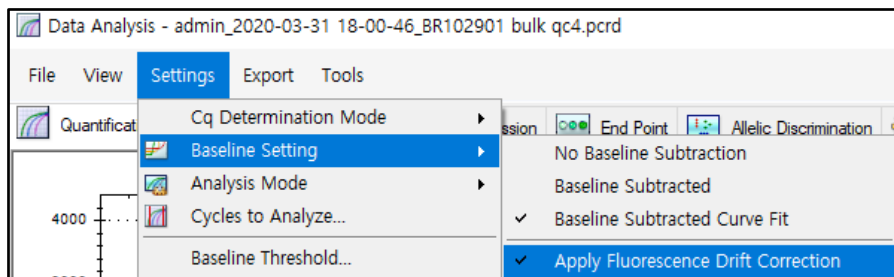 Data Analysis - admin_2020-03-31 18-00-46_BR102901 bulk qc4.pcrd
File View Settings Export Tools
Quantificat ssion End Point Allelic Discrimination
Cq Determination Mode
Baseline Setting
No Baseline Subtraction
Analysis Mode
Baseline Subtracted
4000
Cycles to Analyze...
Baseline Subtracted Curve Fit
Baseline Threshold...
Apply Fluorescence Drift Correction